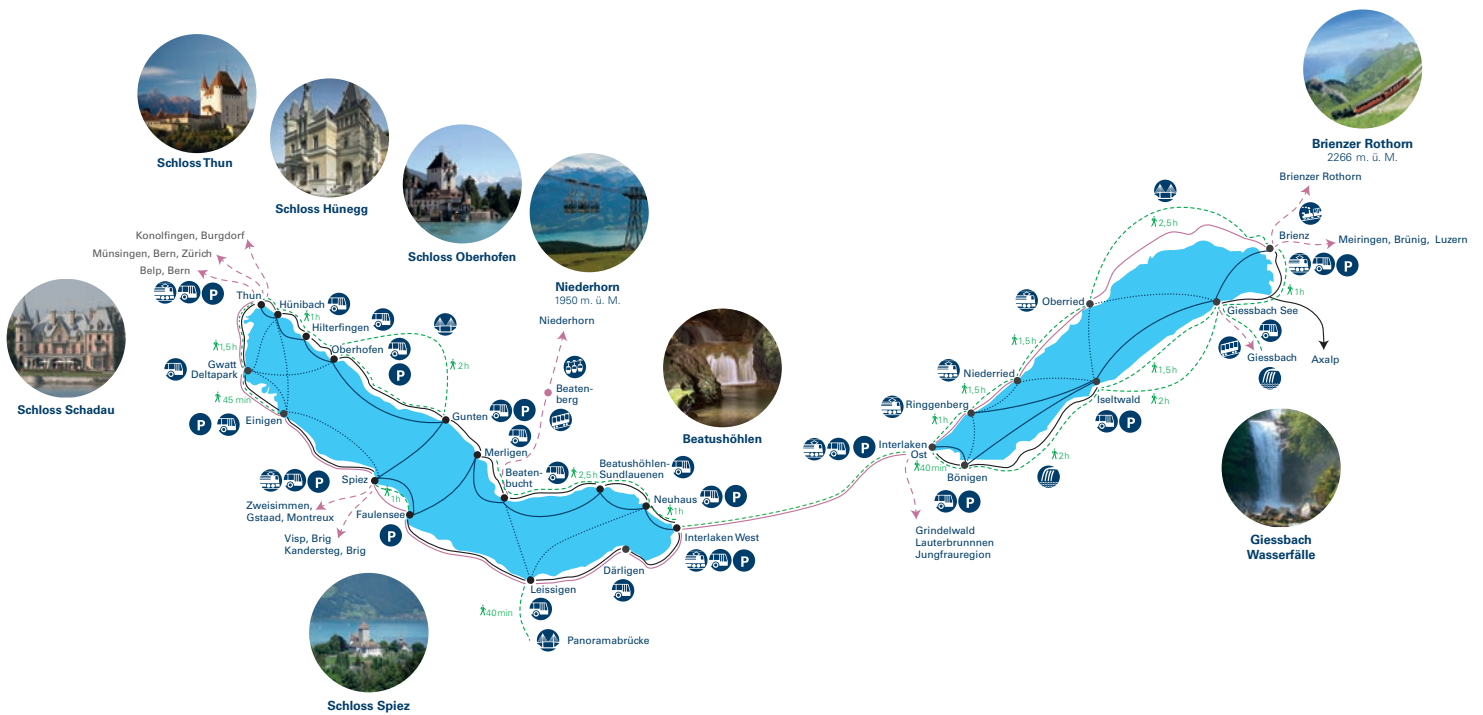 Schloss Thun
Schloss Hünegg
Schloss Oberhofen
Niederhorn
1950 m. ü. M.
Brienzer Rothorn
2266 m. ü. M.
Brienzer Rothorn
Konolfingen, Burgdorf
Münsingen, Bern, Zürich
Belp, Bern
P
Schloss Schadau
Thun
Hünibach
1h
Hilterfingen
Oberhofen
P
2h
1,5h
Gwatt
Deltapark
45 min
P
Einigen
Niederhorn
Beaten-
berg
Gunten
P
Merligen
Beaten-
bucht
2,5h
Beatushöhlen-
Sundlauenen
Neuhaus
P
1h
Interlaken West
P
Beatushöhlen
P
Spiez
1h
Zweisimmen,
Gstaad, Montreux
Faulensee
P
Visp, Brig
Kandersteg, Brig
Därligen
Leissigen
40min
Panoramabrücke
Schloss Spiez
2,5h
Brienz
Meiringen, Brünig, Luzern
P
1h
Oberried
Giessbach See
Giessbach
Axalp
1,5h
Niederried
1,5h
Ringgenberg
1h
P
Interlaken
Ost
40min
Bönigen
P
1,5h
2h
Iseltwald
P
2h
Grindelwald
Lauterbrunnnen
Jungfrauregion
Giessbach
Wasserfälle